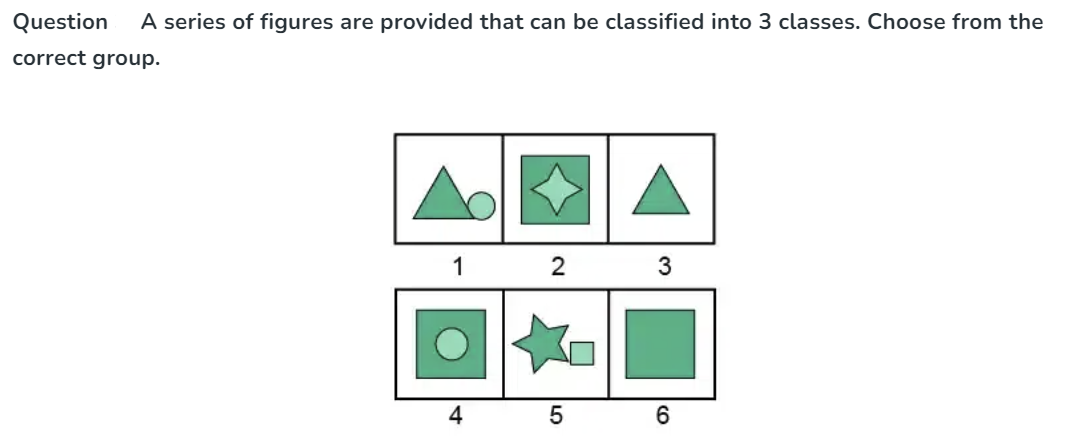 Question A series of figures are provided that can be classified into 3 classes. Choose from the
correct group.
1 2 3
4 5 6